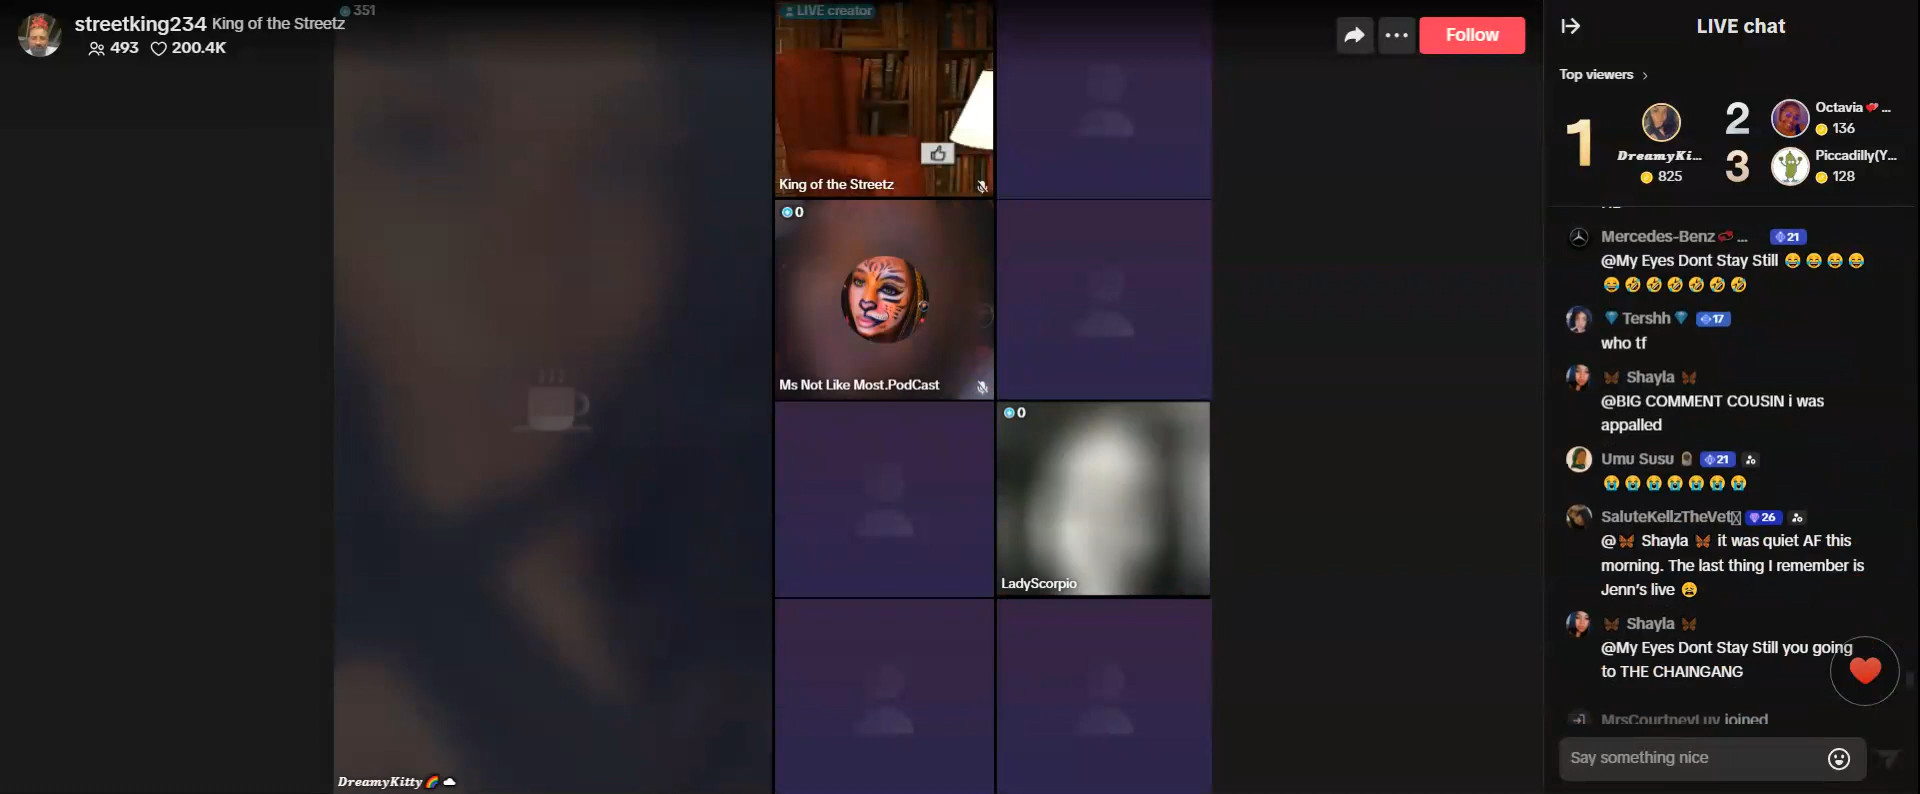 streetking234 King of the Streetz
493 200.4K
351
LIVE creator
Follow
King of the Streetz
0
Ms Not Like Most.PodCast
0
LadyScorpio
DreamyKitty
LIVE chat
Top viewers
1
DreamyKi...
825
2
Octavia ...
136
3
Piccadilly(Y...
128
Mercedes-Benz ... 21
@My Eyes Dont Stay Still 😂 😂 😂 😂
😂 🤣 🤣 🤣 🤣 🤣 🤣
Tershh 17
who tf
Shayla
@BIG COMMENT COUSIN i was
appalled
Umu Susu 21
😭 😭 😭 😭 😭 😭 😭
SaluteKellzTheVet 26
@ Shayla it was quiet AF this
morning. The last thing I remember is
Jenn's live 😩
Shayla
@My Eyes Dont Stay Still you going
to THE CHAINGANG
MrsCourtneyLuv joined
Say something nice